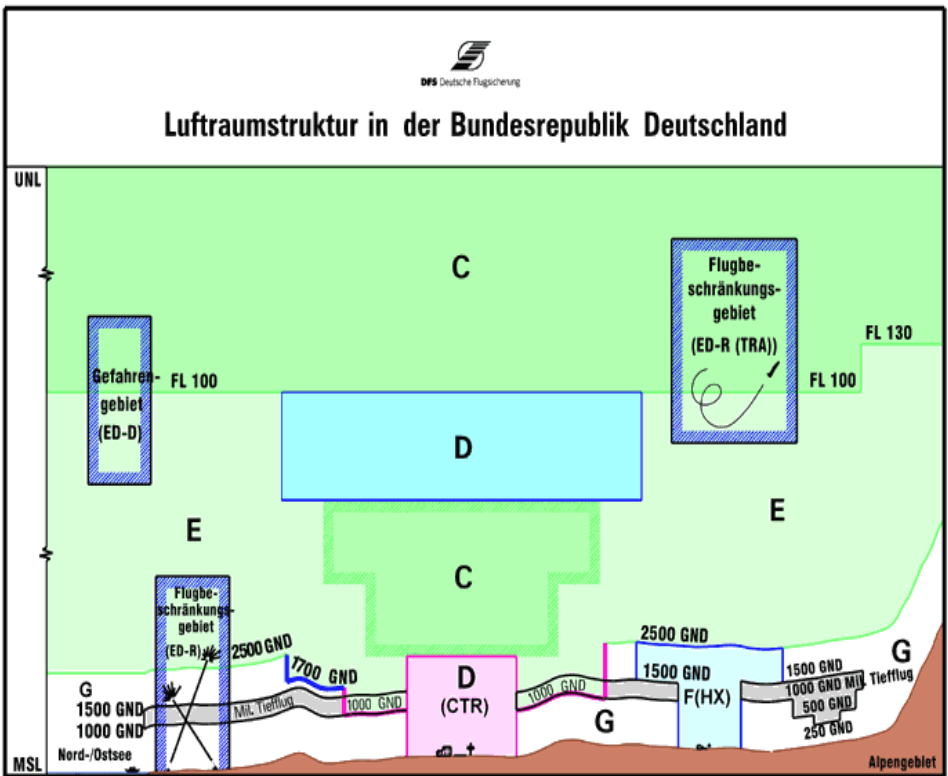 DFS Deutsche Flugsicherung
Luftraumstruktur in der Bundesrepublik Deutschland
UNL
C
Flugbe-
schränkungs-
gebiet
(ED-R (TRA))
FL 130
FL 100
Gefahren-
gebiet
(ED-D)
FL 100
D
E
E
C
Flugbe-
schränkungs-
gebiet
(ED-R)
2500 GND
1700 GND
2500 GND
1500 GND
1500 GND
G
G
1500 GND
1000 GND
Mil. Tiefflug
1000 GND
D
(CTR)
1000 GND
G
F(HX)
1000 GND Mil. Tiefflug
500 GND
250 GND
Nord-/Ostsee
MSL
Alpengebiet